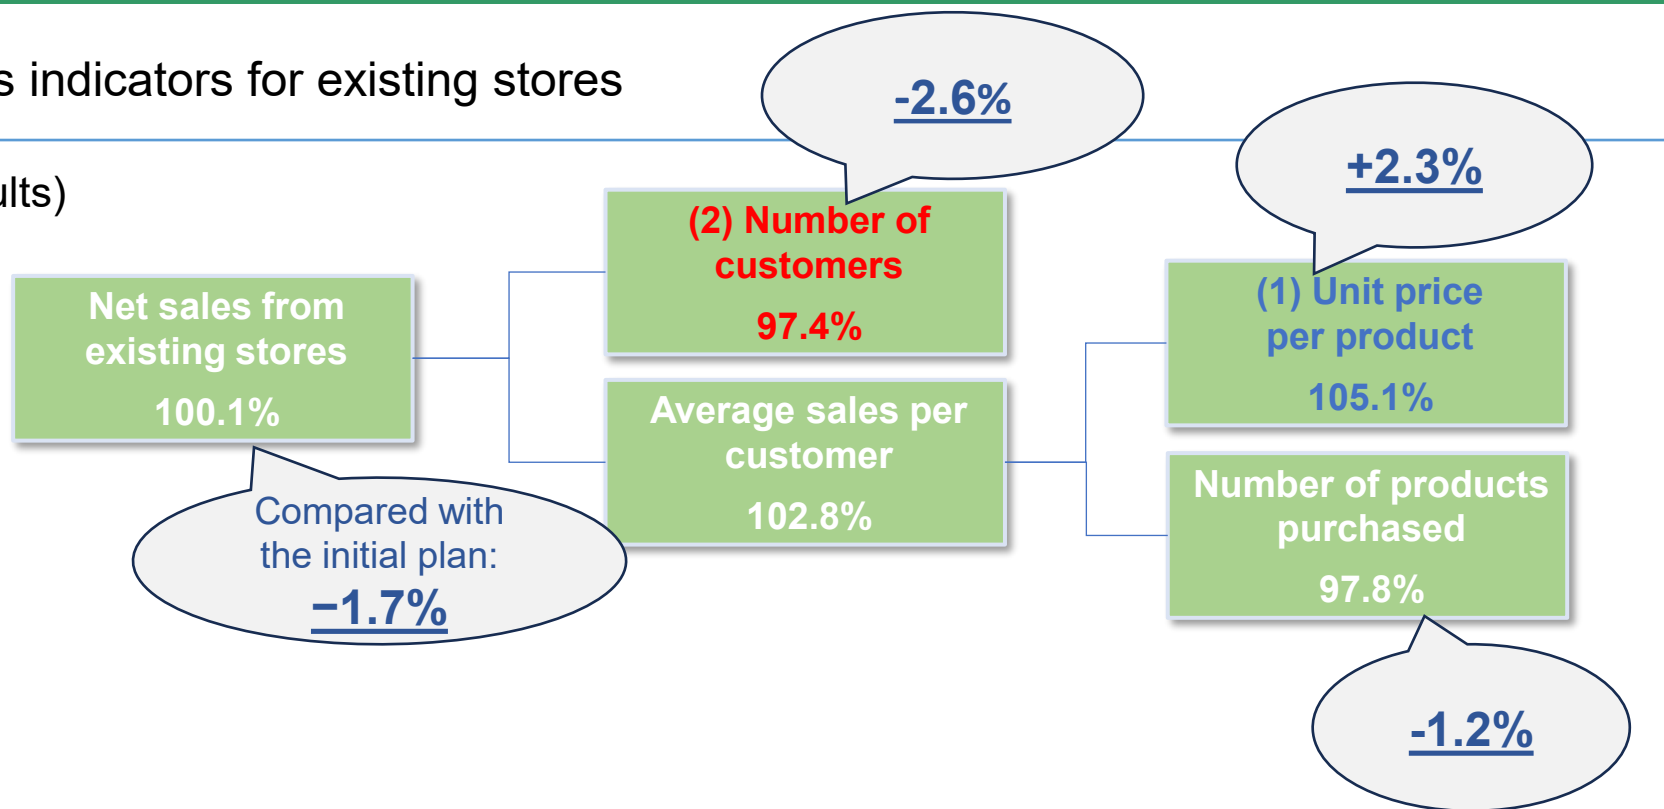 s indicators for existing stores
ults)
-2.6%
+2.3%
(2) Number of
customers
97.4%
Net sales from
existing stores
100.1%
(1) Unit price
per product
105.1%
Average sales per
customer
102.8%
Number of products
purchased
97.8%
Compared with
the initial plan:
−1.7%
-1.2%